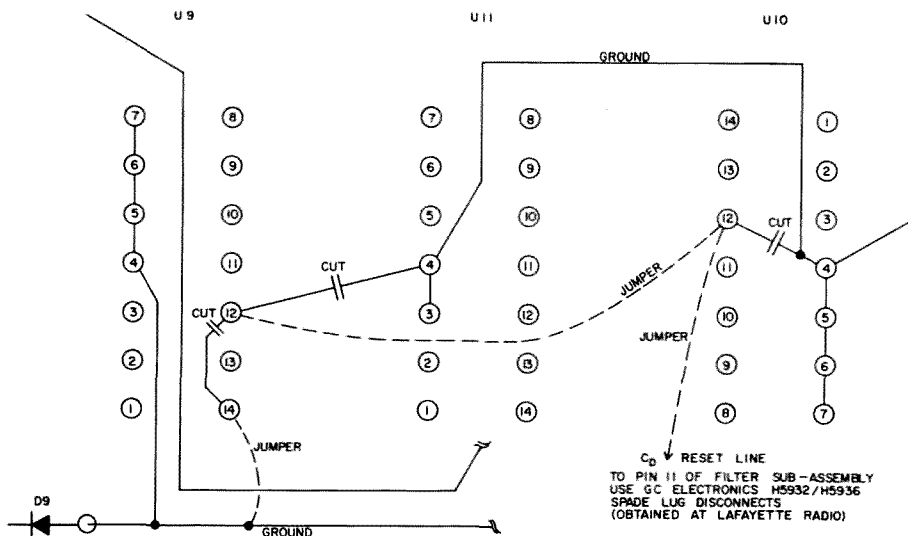 U9 U11 U10
GROUND
7 8 7 8 14 1
6 9 6 9 13 2
5 10 5 10 12 3
CUT
4 11 CUT 4 11 11 4
JUMPER
3 CUT 12 3 12 10 5
JUMPER
2 13 2 13 9 6
1 14 1 14 8 7
JUMPER
CD RESET LINE
TO PIN 11 OF FILTER SUB-ASSEMBLY
USE GC ELECTRONICS H5932/H5936
SPADE LUG DISCONNECTS
(OBTAINED AT LAFAYETTE RADIO)
D9
GROUND